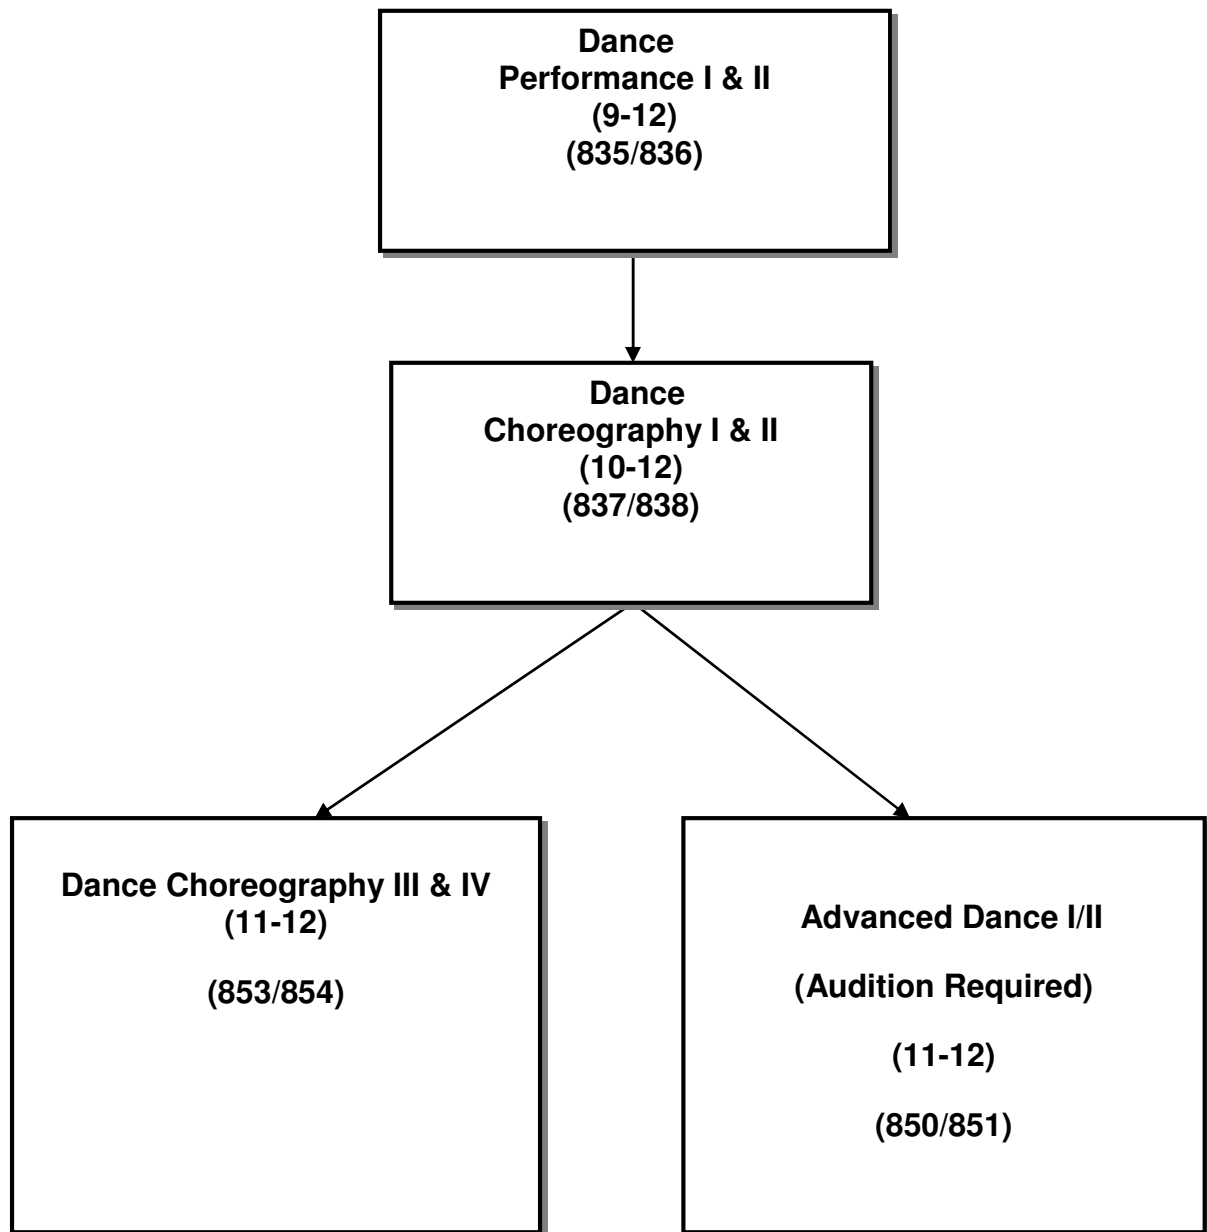 Dance
Performance I & II
(9-12)
(835/836)
Dance
Choreography I & II
(10-12)
(837/838)
Dance Choreography III & IV
(11-12)
(853/854)
Advanced Dance I/II
(Audition Required)
(11-12)
(850/851)